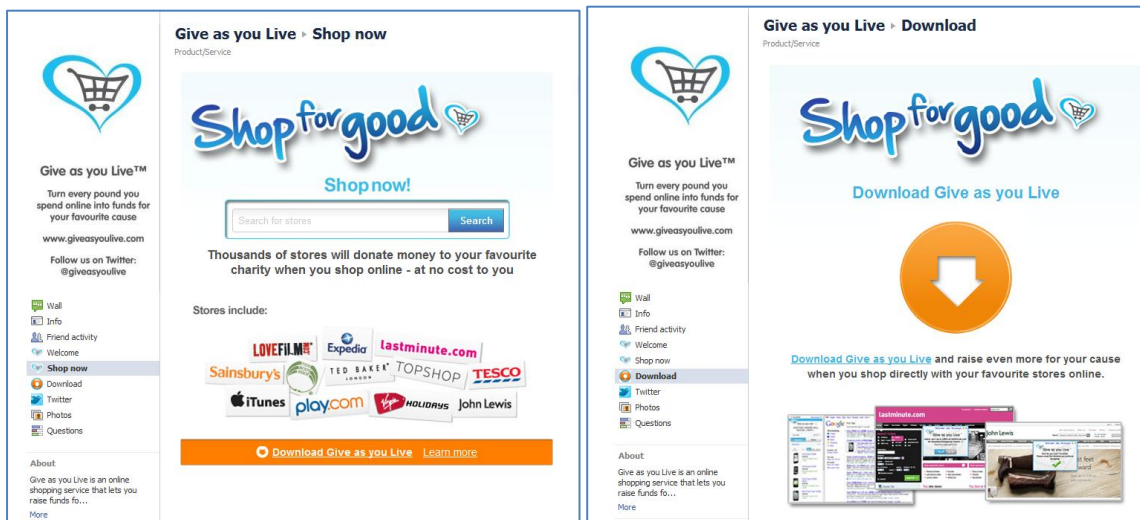 Give as you Live ▸ Shop now
Product/Service
Give as you Live™
Turn every pound you
spend online into funds for
your favourite cause
www.giveasyoulive.com
Follow us on Twitter:
@giveasyoulive
Wall
Info
Friend activity
Welcome
Shop now
Download
Twitter
Photos
Questions
About
Give as you Live is an online
shopping service that lets you
raise funds fo...
More
Shop for good
Shop now!
Search for stores
Search
Thousands of stores will donate money to your favourite
charity when you shop online - at no cost to you
Stores include:
LOVEFiLM
Expedia
lastminute.com
Sainsbury's
TED BAKER
LONDON
TOPSHOP
TESCO
iTunes
play.com
Virgin HOLIDAYS
John Lewis
Download Give as you Live Learn more
Give as you Live ▸ Download
Product/Service
Give as you Live™
Turn every pound you
spend online into funds for
your favourite cause
www.giveasyoulive.com
Follow us on Twitter:
@giveasyoulive
Wall
Info
Friend activity
Welcome
Shop now
Download
Twitter
Photos
Questions
About
Give as you Live is an online
shopping service that lets you
raise funds fo...
More
Shop for good
Download Give as you Live
Download Give as you Live and raise even more for your cause
when you shop directly with your favourite stores online.
Google
lastminute.com
John Lewis